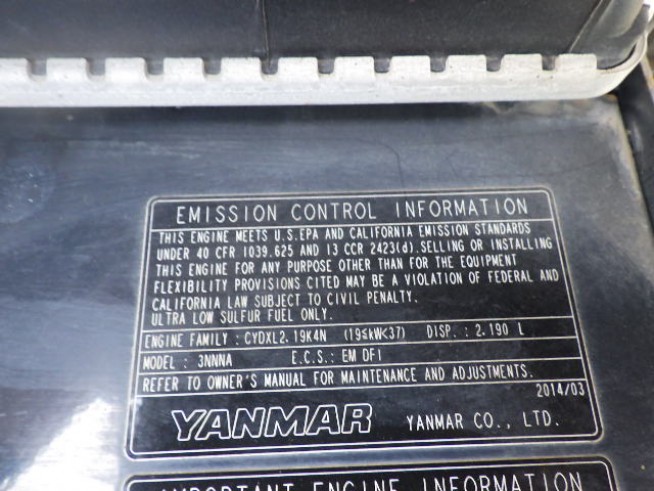 EMISSION CONTROL INFORMATION
THIS ENGINE MEETS U.S.EPA AND CALIFORNIA EMISSION STANDARDS
UNDER 40 CFR 1039.625 AND 13 CCR 2423(d).SELLING OR INSTALLING
THIS ENGINE FOR ANY PURPOSE OTHER THAN FOR THE EQUIPMENT
FLEXIBILITY PROVISIONS CITED MAY BE A VIOLATION OF FEDERAL AND
CALIFORNIA LAW SUBJECT TO CIVIL PENALTY.
ULTRA LOW SULFUR FUEL ONLY.
ENGINE FAMILY : CYDXL2.19K4N (19≤kW<37) DISP. : 2.190 L
MODEL : 3NNNA E.C.S.: EM DFI
REFER TO OWNER'S MANUAL FOR MAINTENANCE AND ADJUSTMENTS.
2014/03
YANMAR YANMAR CO., LTD.
IMPORTANT ENGINE INFORMATION